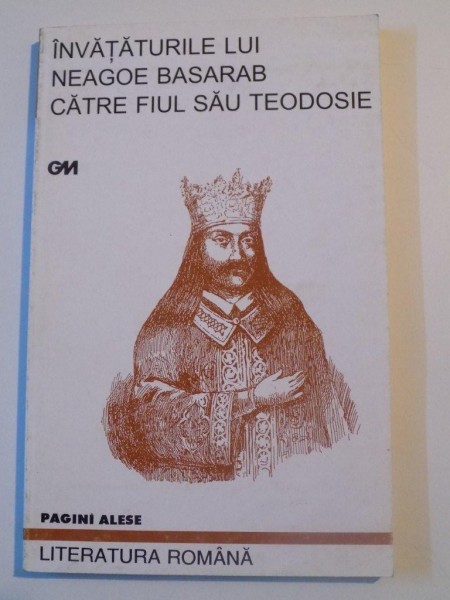 ÎNVĂȚĂTURILE LUI
NEAGOE BASARAB
CĂTRE FIUL SĂU TEODOSIE
GM
PAGINI ALESE
LITERATURA ROMÂNĂ